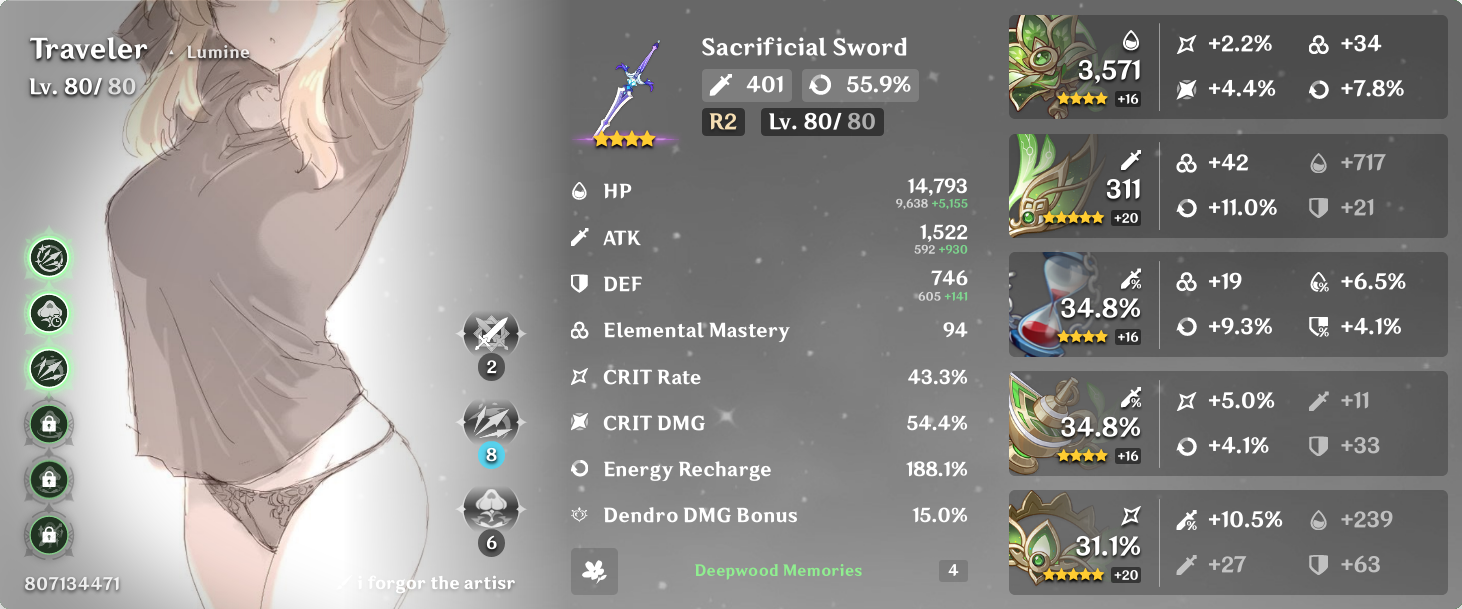 Traveler · Lumine
Lv. 80/ 80
2
8
6
807134471
i forgor the artisr
Sacrificial Sword
401 55.9%
R2 Lv. 80/ 80
HP 14,793
9,638 +5,155
ATK 1,522
592 +930
DEF 746
605 +141
Elemental Mastery 94
CRIT Rate 43.3%
CRIT DMG 54.4%
Energy Recharge 188.1%
Dendro DMG Bonus 15.0%
Deepwood Memories 4
3,571
+16
+2.2% +34
+4.4% +7.8%
311
+20
+42 +717
+11.0% +21
%
34.8%
+16
+19 % +6.5%
+9.3% % +4.1%
%
34.8%
+16
+5.0% +11
+4.1% +33
31.1%
+20
% +10.5% +239
+27 +63